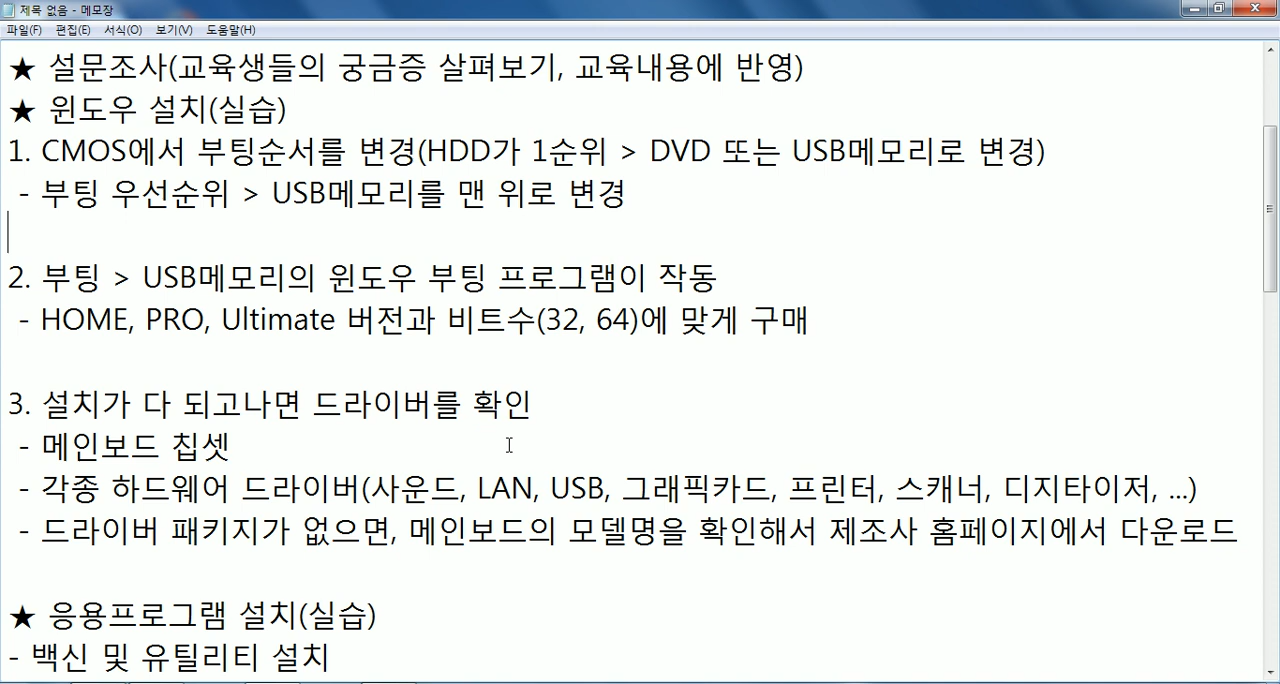 제목 없음 - 메모장
파일(F) 편집(E) 서식(O) 보기(V) 도움말(H)
★ 설문조사(교육생들의 궁금증 살펴보기, 교육내용에 반영)
★ 윈도우 설치(실습)
1. CMOS에서 부팅순서를 변경(HDD가 1순위 > DVD 또는 USB메모리로 변경)
- 부팅 우선순위 > USB메모리를 맨 위로 변경
2. 부팅 > USB메모리의 윈도우 부팅 프로그램이 작동
- HOME, PRO, Ultimate 버전과 비트수(32, 64)에 맞게 구매
3. 설치가 다 되고나면 드라이버를 확인
- 메인보드 칩셋
- 각종 하드웨어 드라이버(사운드, LAN, USB, 그래픽카드, 프린터, 스캐너, 디지타이저, ...)
- 드라이버 패키지가 없으면, 메인보드의 모델명을 확인해서 제조사 홈페이지에서 다운로드
★ 응용프로그램 설치(실습)
- 백신 및 유틸리티 설치